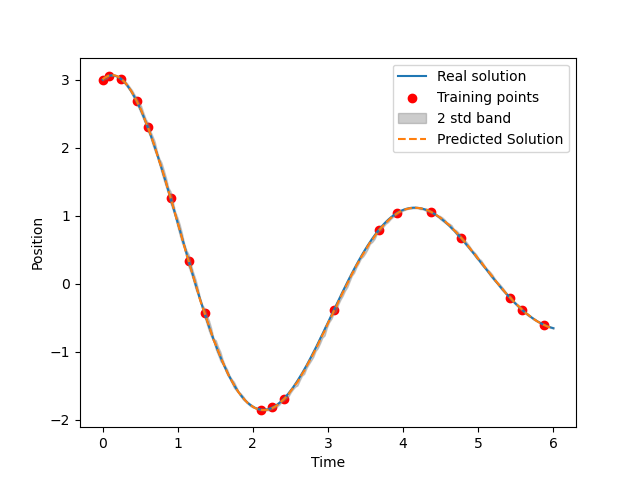 Real solution
Training points
2 std band
Predicted Solution
Position
3
2
1
0
−1
−2
0 1 2 3 4 5 6
Time